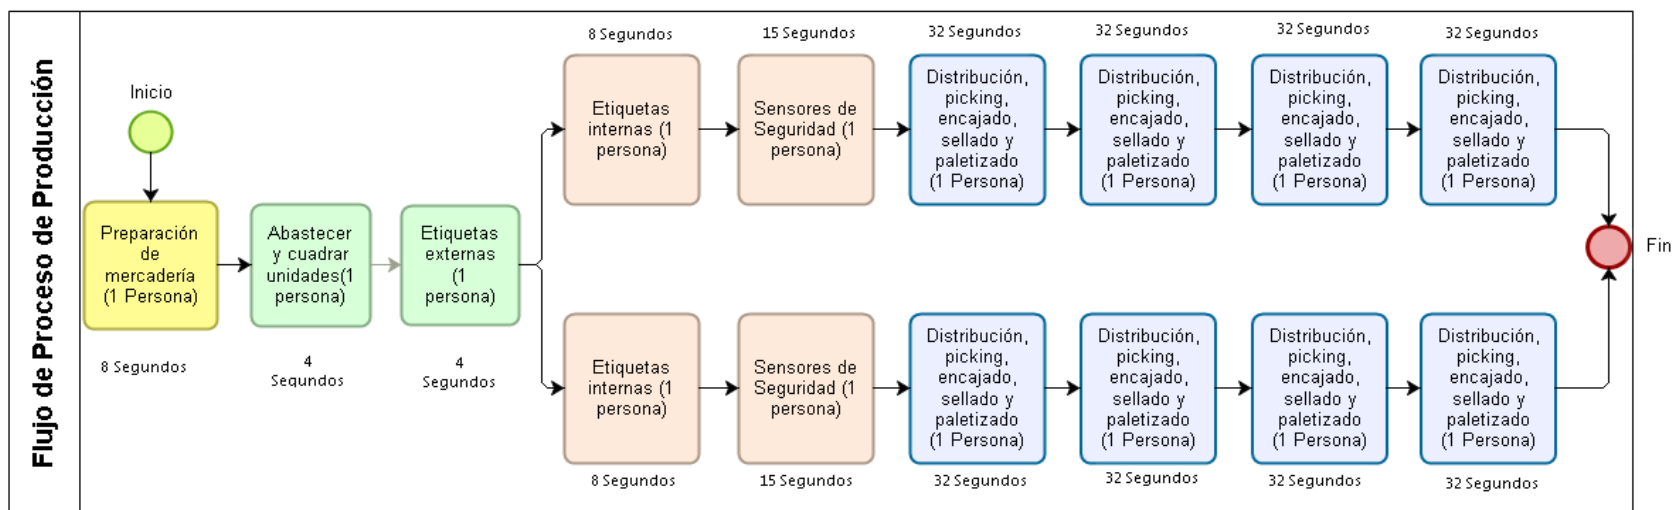 Flujo de Proceso de Producción
Inicio
Preparación
de
mercadería
(1 Persona)
8 Segundos
Abastecer
y cuadrar
unidades(1
persona)
4
Segundos
Etiquetas
externas
(1
persona)
4
Segundos
8 Segundos
Etiquetas
internas (1
persona)
15 Segundos
Sensores de
Seguridad (1
persona)
32 Segundos
Distribución,
picking,
encajado,
sellado y
paletizado
(1 Persona)
32 Segundos
Distribución,
picking,
encajado,
sellado y
paletizado
(1 Persona)
32 Segundos
Distribución,
picking,
encajado,
sellado y
paletizado
(1 Persona)
32 Segundos
Distribución,
picking,
encajado,
sellado y
paletizado
(1 Persona)
Etiquetas
internas (1
persona)
8 Segundos
Sensores de
Seguridad (1
persona)
15 Segundos
Distribución,
picking,
encajado,
sellado y
paletizado
(1 Persona)
32 Segundos
Distribución,
picking,
encajado,
sellado y
paletizado
(1 Persona)
32 Segundos
Distribución,
picking,
encajado,
sellado y
paletizado
(1 Persona)
32 Segundos
Distribución,
picking,
encajado,
sellado y
paletizado
(1 Persona)
32 Segundos
Fin